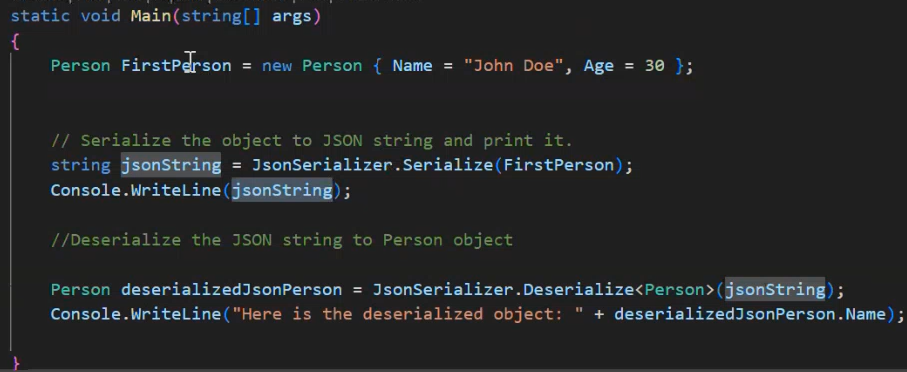 static void Main(string[] args)
{
Person FirstPerson = new Person { Name = "John Doe", Age = 30 };
// Serialize the object to JSON string and print it.
string jsonString = JsonSerializer.Serialize(FirstPerson);
Console.WriteLine(jsonString);
//Deserialize the JSON string to Person object
Person deserializedJsonPerson = JsonSerializer.Deserialize<Person>(jsonString);
Console.WriteLine("Here is the deserialized object: " + deserializedJsonPerson.Name);
}